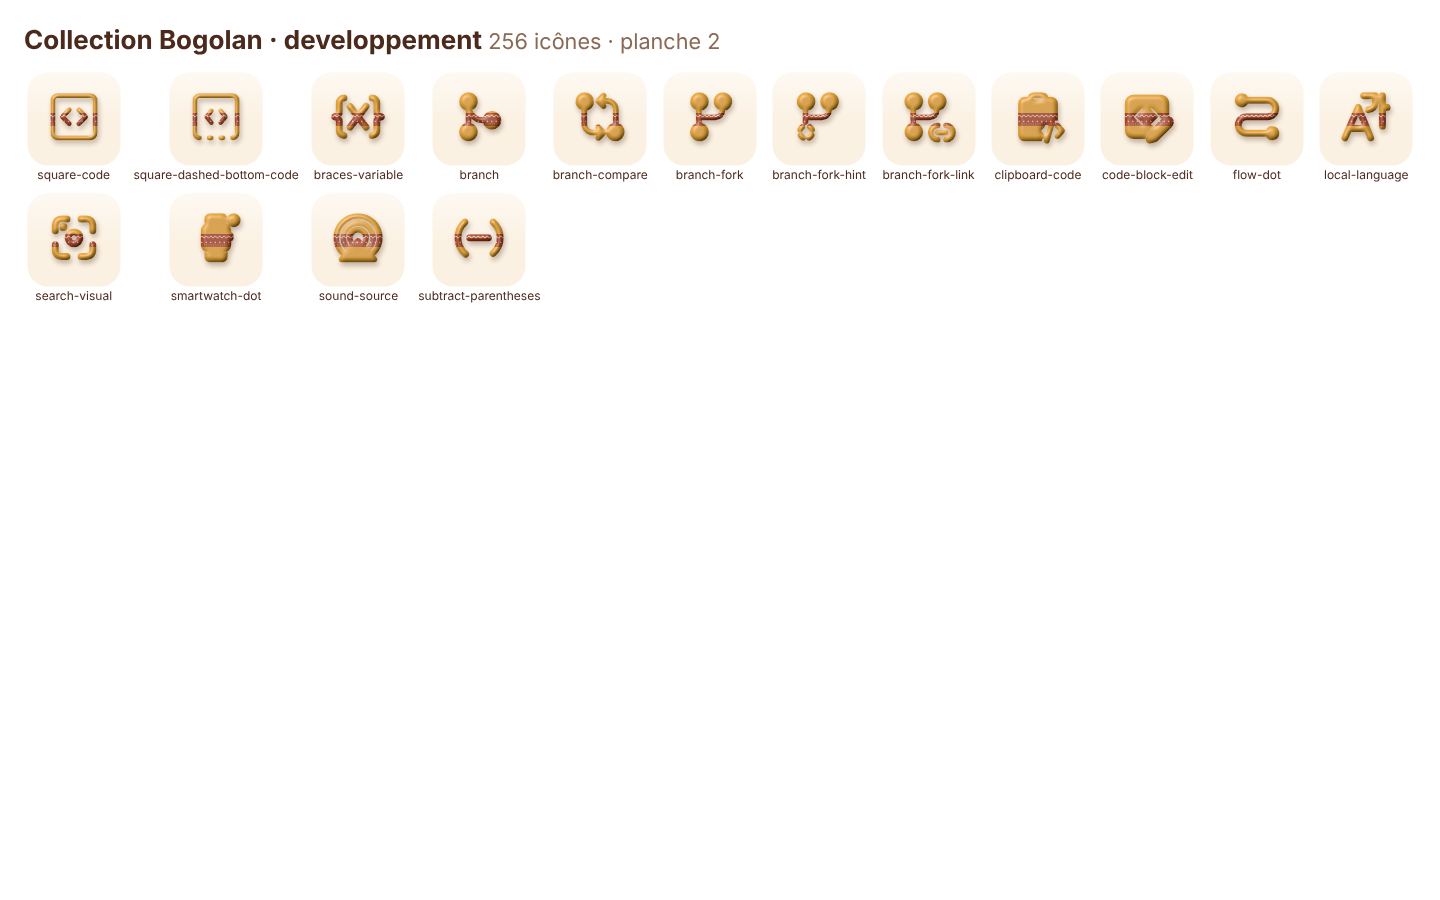 Collection Bogolan · developpement 256 icônes · planche 2
square-code square-dashed-bottom-code braces-variable branch branch-compare branch-fork branch-fork-hint branch-fork-link clipboard-code code-block-edit flow-dot local-language
search-visual smartwatch-dot sound-source subtract-parentheses